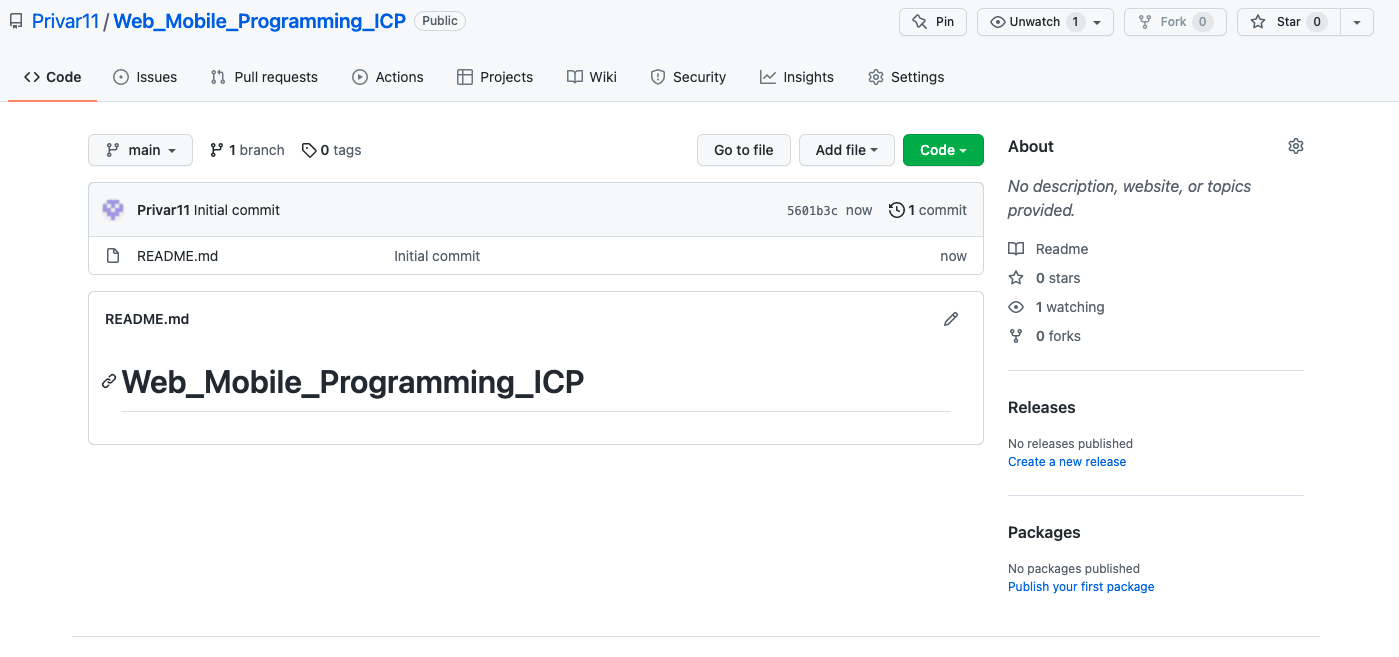 Privar11 / Web_Mobile_Programming_ICP Public Pin Unwatch 1 Fork 0 Star 0
Code Issues Pull requests Actions Projects Wiki Security Insights Settings
main 1 branch 0 tags Go to file Add file Code
Privar11 Initial commit 5601b3c now 1 commit
README.md Initial commit now
README.md
Web_Mobile_Programming_ICP
About
No description, website, or topics
provided.
Readme
0 stars
1 watching
0 forks
Releases
No releases published
Create a new release
Packages
No packages published
Publish your first package